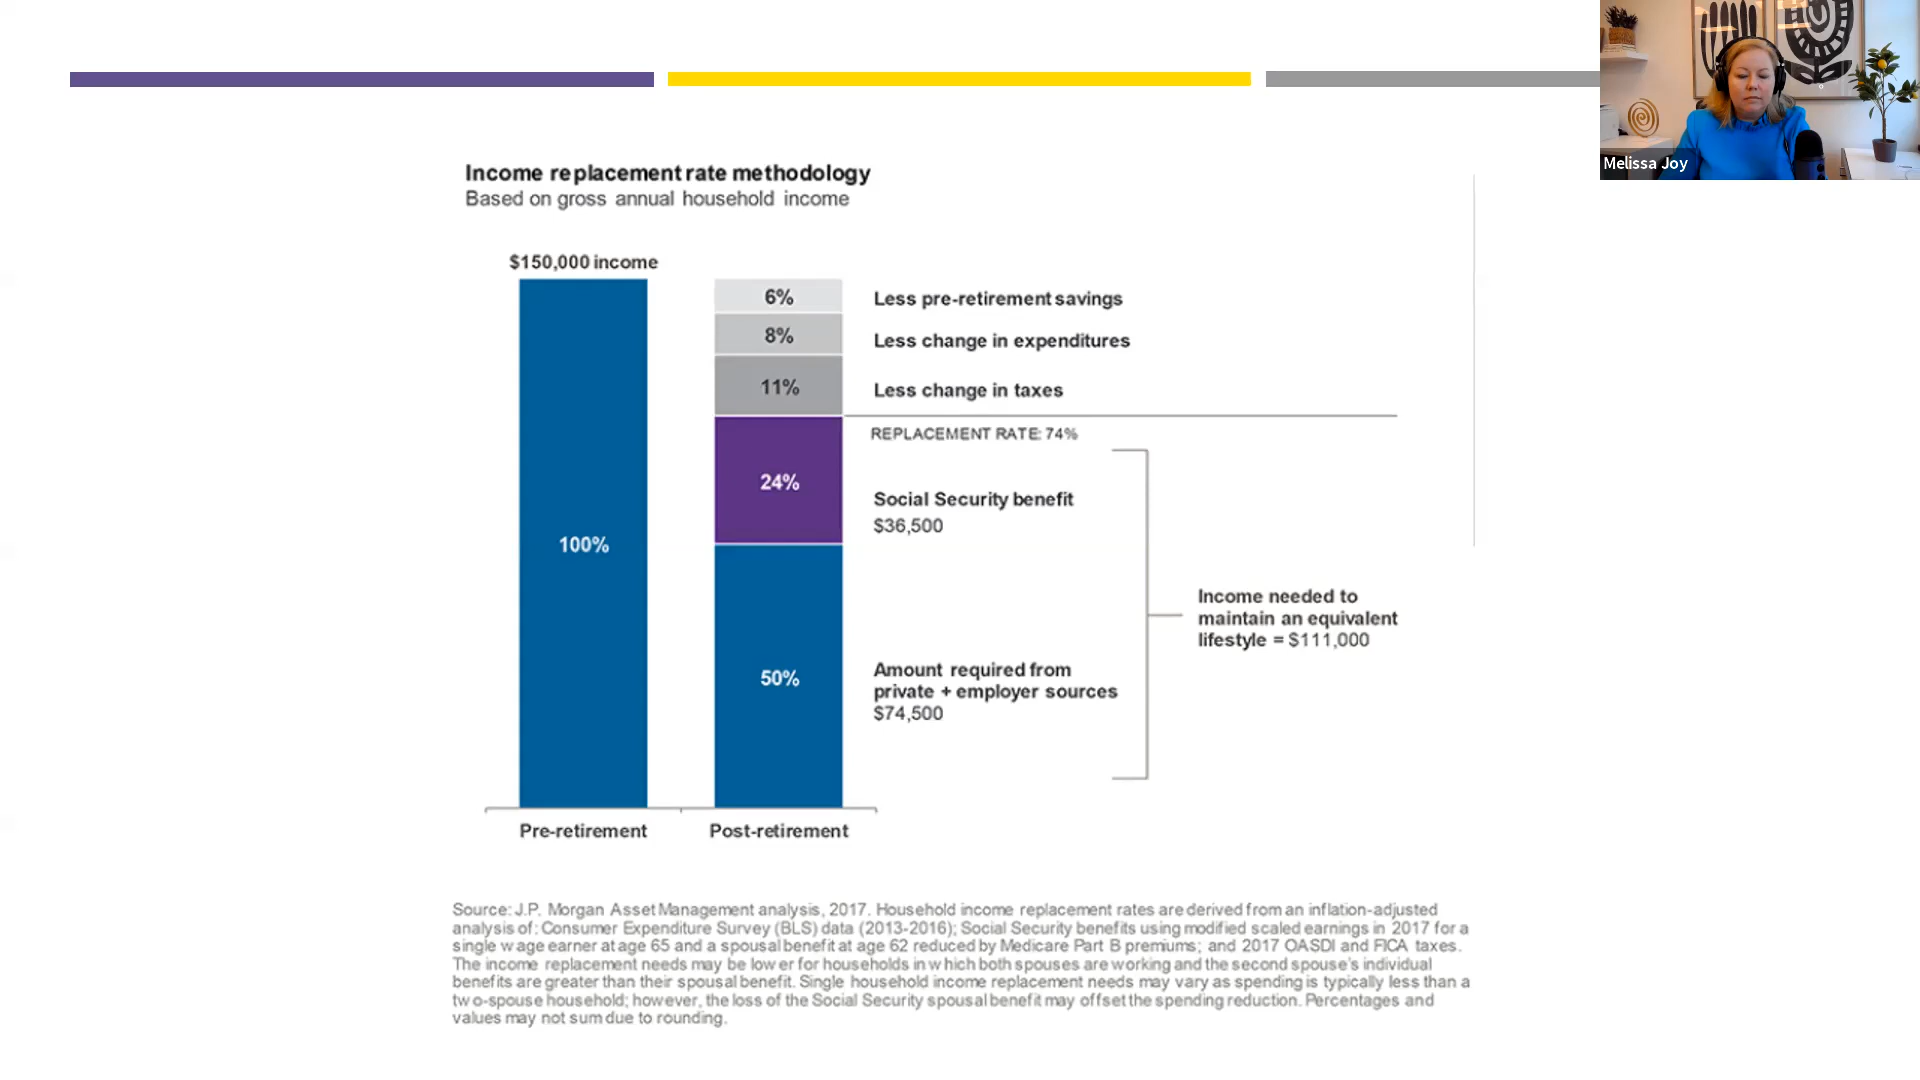 Melissa Joy
Income replacement rate methodology
Based on gross annual household income
$150,000 income
6%
Less pre-retirement savings
8%
Less change in expenditures
11%
Less change in taxes
REPLACEMENT RATE: 74%
24%
Social Security benefit
$36,500
100%
Income needed to
maintain an equivalent
lifestyle = $111,000
50%
Amount required from
private + employer sources
$74,500
Pre-retirement
Post-retirement
Source: J.P. Morgan Asset Management analysis, 2017. Household income replacement rates are derived from an inflation-adjusted
analysis of: Consumer Expenditure Survey (BLS) data (2013-2016); Social Security benefits using modified scaled earnings in 2017 for a
single wage earner at age 65 and a spousal benefit at age 62 reduced by Medicare Part B premiums; and 2017 OASDI and FICA taxes.
The income replacement needs may be lower for households in which both spouses are working and the second spouse's individual
benefits are greater than their spousal benefit. Single household income replacement needs may vary as spending is typically less than a
two-spouse household; however, the loss of the Social Security spousal benefit may offset the spending reduction. Percentages and
values may not sum due to rounding.